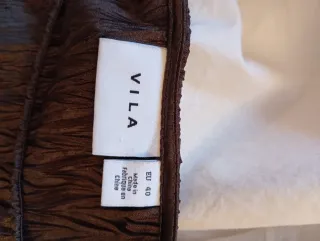 VILA
EU 40
Made in
China
Fabriqué en
Chine